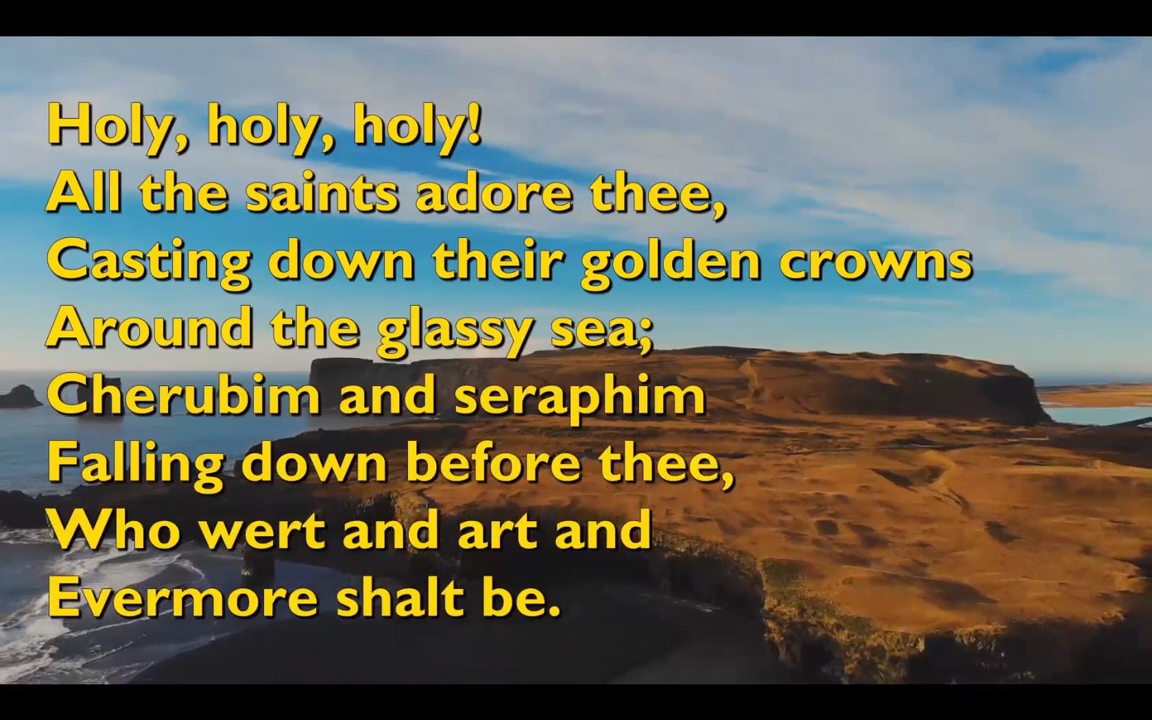 Holy, holy, holy!
All the saints adore thee,
Casting down their golden crowns
Around the glassy sea;
Cherubim and seraphim
Falling down before thee,
Who wert and art and
Evermore shalt be.